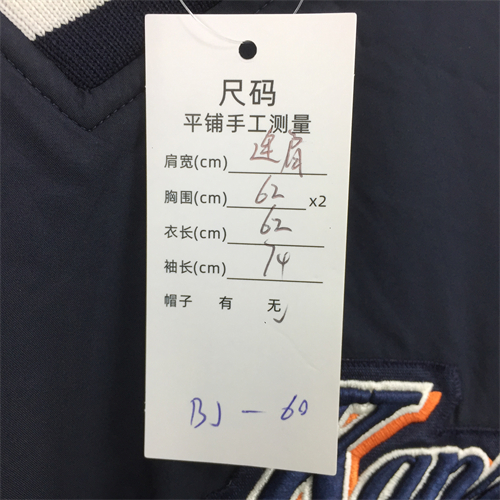 尺码
平铺手工测量
肩宽(cm) 连肩
胸围(cm) 62 x2
衣长(cm) 62
袖长(cm) 74
帽子 有 无
BJ-60